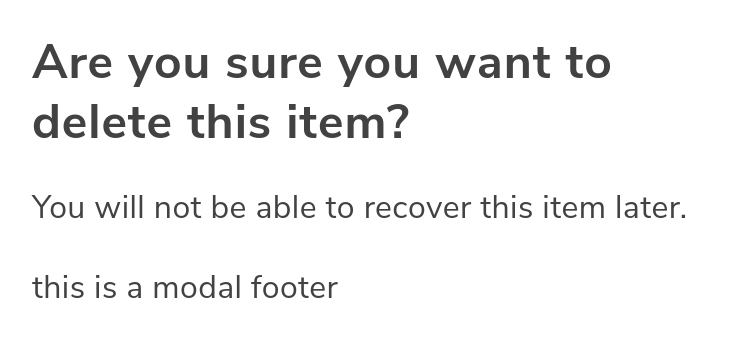 Are you sure you want to
delete this item?
You will not be able to recover this item later.
this is a modal footer